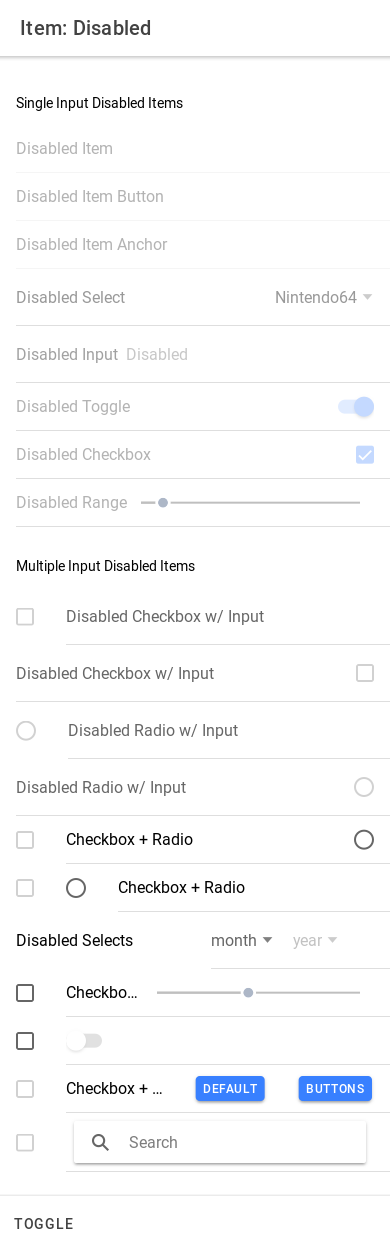 Item: Disabled
Single Input Disabled Items
Disabled Item
Disabled Item Button
Disabled Item Anchor
Disabled Select Nintendo64
Disabled Input Disabled
Disabled Toggle
Disabled Checkbox
Disabled Range
Multiple Input Disabled Items
Disabled Checkbox w/ Input
Disabled Checkbox w/ Input
Disabled Radio w/ Input
Disabled Radio w/ Input
Checkbox + Radio
Checkbox + Radio
Disabled Selects month year
Checkbo...
Checkbox + ... DEFAULT BUTTONS
Search
TOGGLE